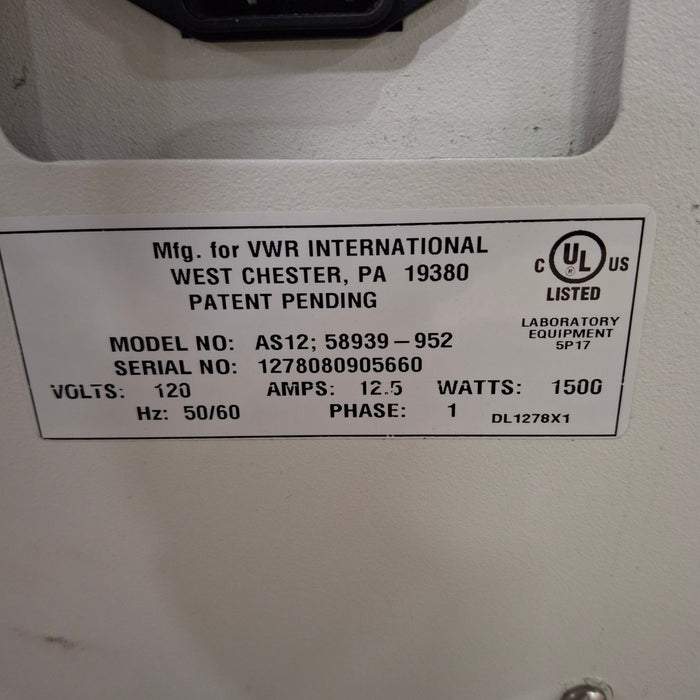 Mfg. for VWR INTERNATIONAL
WEST CHESTER, PA 19380
PATENT PENDING
C UL ® US
LISTED
LABORATORY
EQUIPMENT
5P17
MODEL NO: AS12; 58939-952
SERIAL NO: 1278080905660
VOLTS: 120 AMPS: 12.5 WATTS: 1500
Hz: 50/60 PHASE: 1 DL1278X1